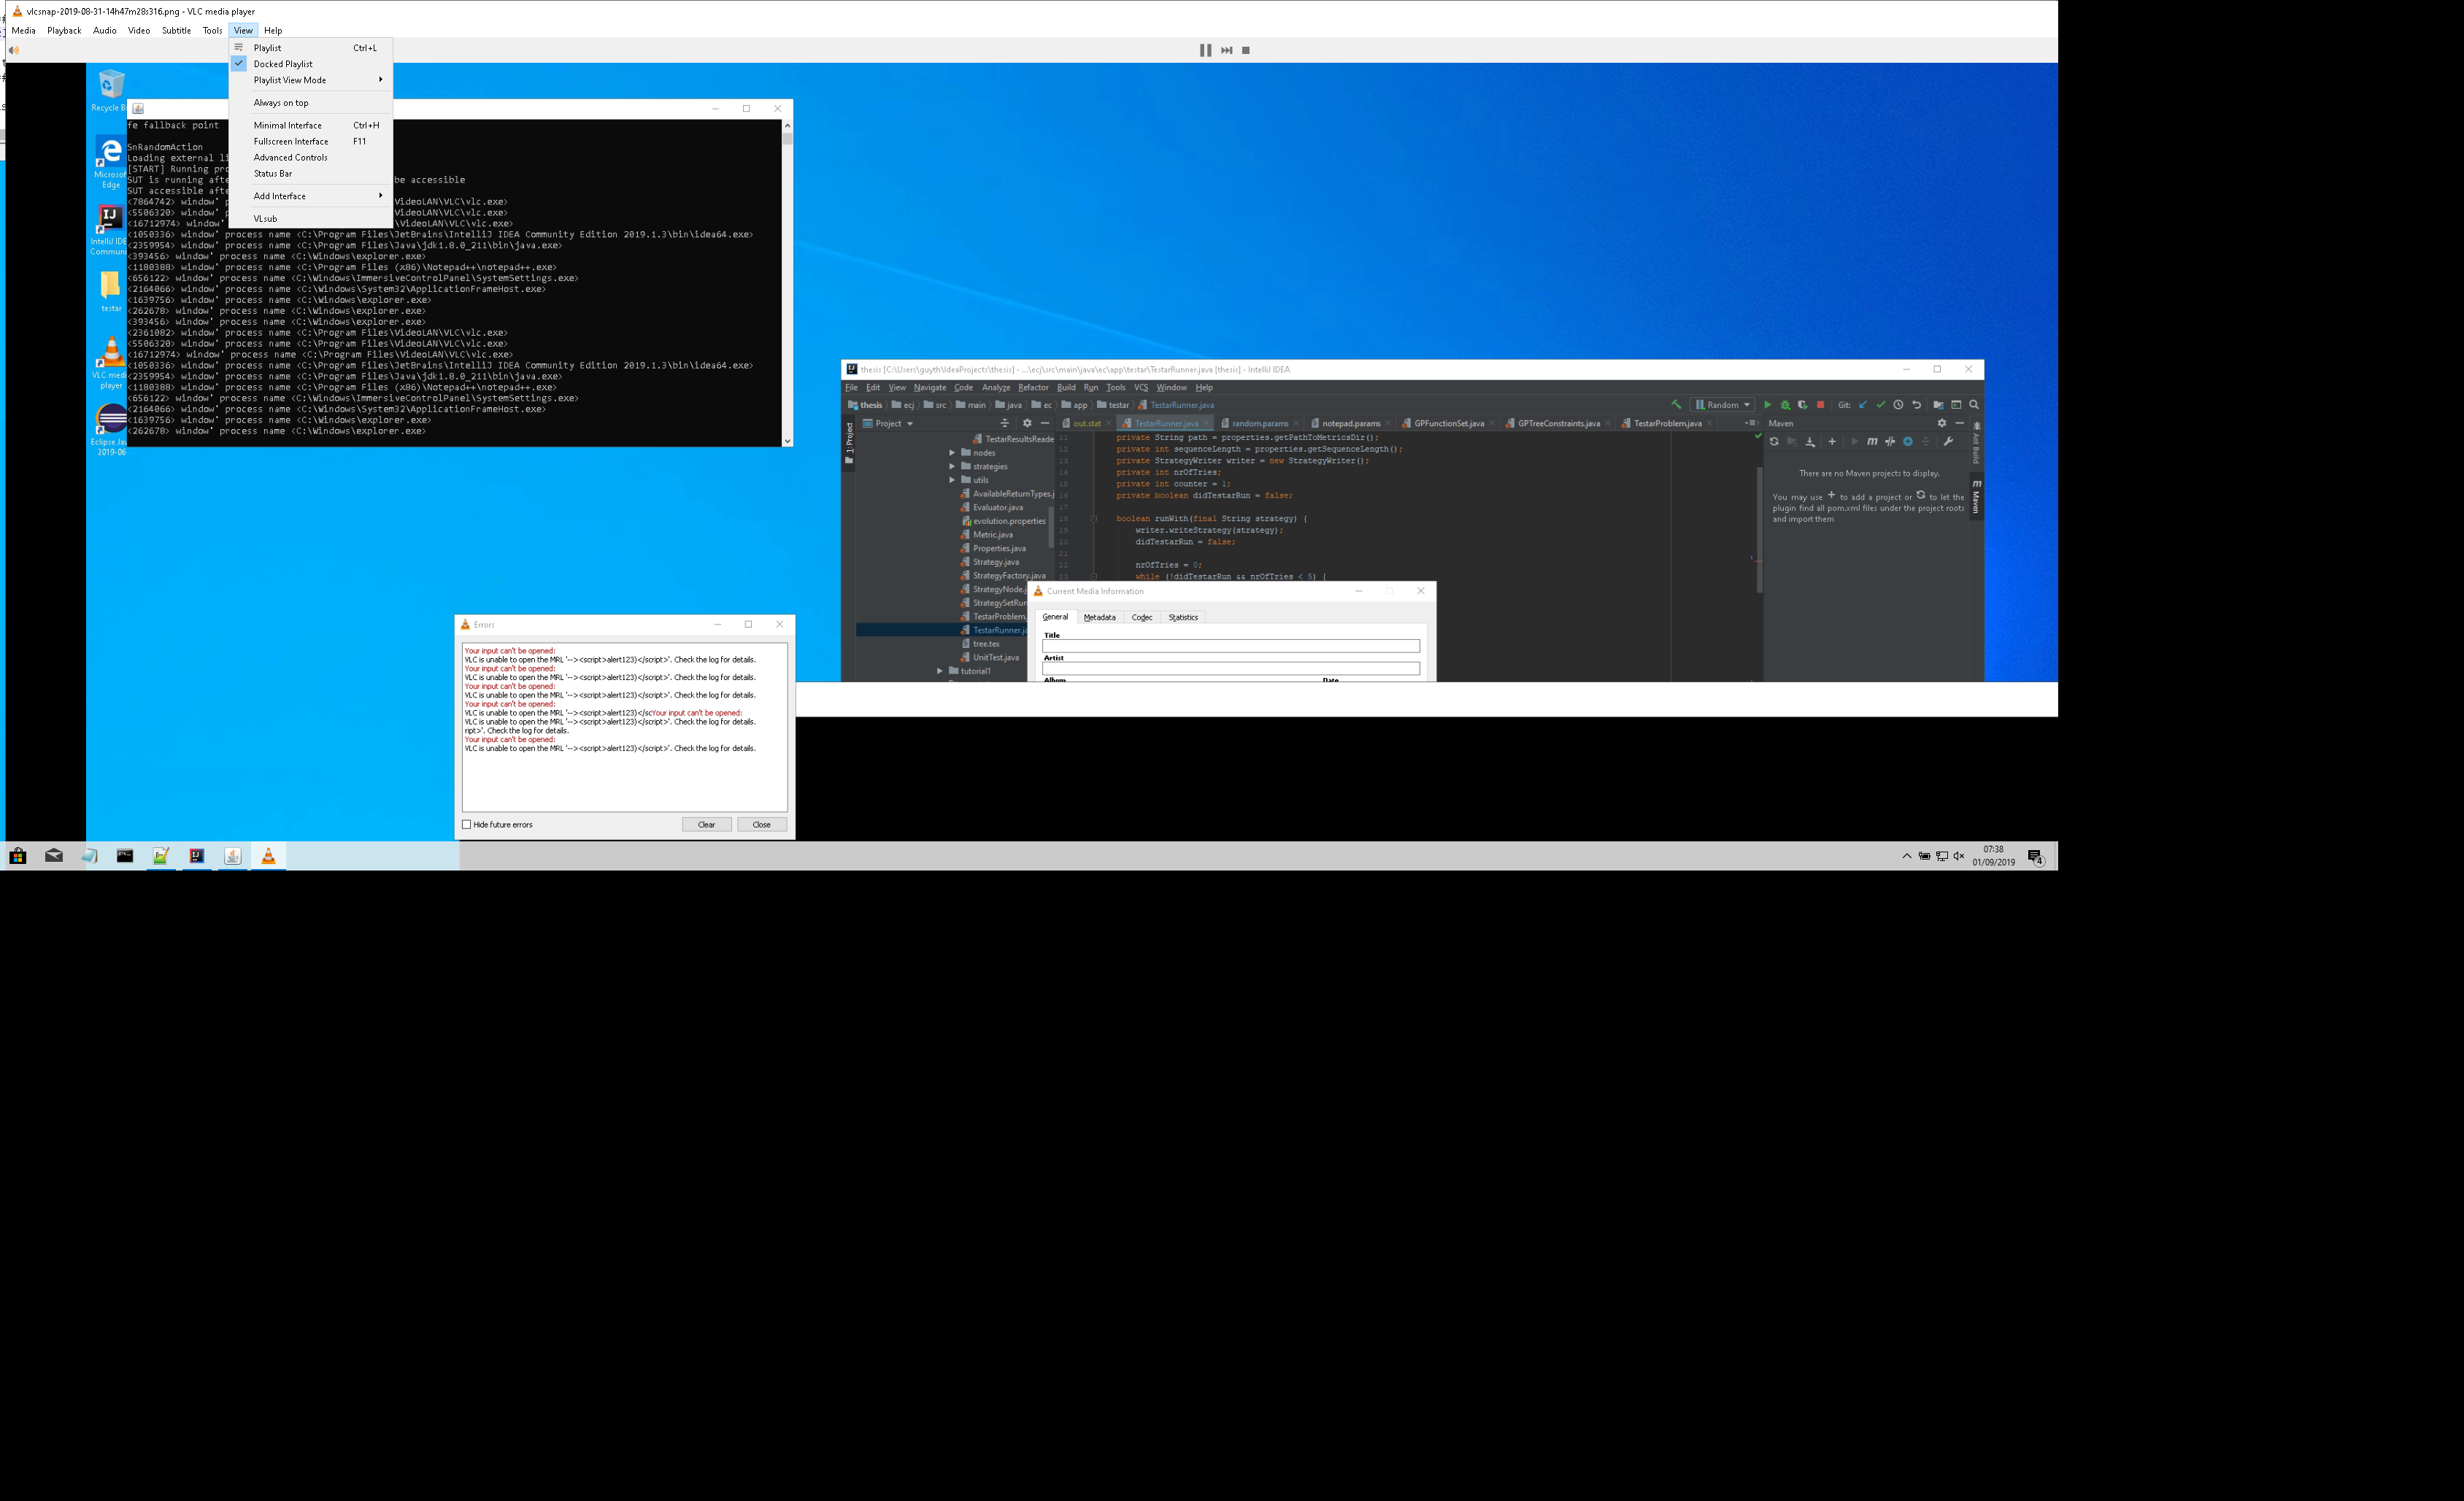 vlcsnap-2019-08-31-14h47m28s316.png - VLC media player
Media Playback Audio Video Subtitle Tools View Help
Playlist Ctrl+L
Docked Playlist
Playlist View Mode
Always on top
Minimal Interface Ctrl+H
Fullscreen Interface F11
Advanced Controls
Status Bar
Add Interface
VLsub
Recycle B
Microsof
Edge
IntelliJ IDE
Communi
testar
VLC medi
player
Eclipse Jav
2019-06
fe fallback point
SnRandomAction
Loading external li
[START] Running pro
SUT is running afte be accessible
SUT accessible afte
<7864742> window' p VideoLAN\VLC\vlc.exe>
<5506320> window' p VideoLAN\VLC\vlc.exe>
<16712974> window' \VideoLAN\VLC\vlc.exe>
<1050336> window' process name <C:\Program Files\JetBrains\IntelliJ IDEA Community Edition 2019.1.3\bin\idea64.exe>
<2359954> window' process name <C:\Program Files\Java\jdk1.8.0_211\bin\java.exe>
<393456> window' process name <C:\Windows\explorer.exe>
<1180388> window' process name <C:\Program Files (x86)\Notepad++\notepad++.exe>
<656122> window' process name <C:\Windows\ImmersiveControlPanel\SystemSettings.exe>
<2164066> window' process name <C:\Windows\System32\ApplicationFrameHost.exe>
<1639756> window' process name <C:\Windows\explorer.exe>
<262678> window' process name <C:\Windows\explorer.exe>
<393456> window' process name <C:\Windows\explorer.exe>
<2361082> window' process name <C:\Program Files\VideoLAN\VLC\vlc.exe>
<5506320> window' process name <C:\Program Files\VideoLAN\VLC\vlc.exe>
<16712974> window' process name <C:\Program Files\VideoLAN\VLC\vlc.exe>
<1050336> window' process name <C:\Program Files\JetBrains\IntelliJ IDEA Community Edition 2019.1.3\bin\idea64.exe>
<2359954> window' process name <C:\Program Files\Java\jdk1.8.0_211\bin\java.exe>
<1180388> window' process name <C:\Program Files (x86)\Notepad++\notepad++.exe>
<656122> window' process name <C:\Windows\ImmersiveControlPanel\SystemSettings.exe>
<2164066> window' process name <C:\Windows\System32\ApplicationFrameHost.exe>
<1639756> window' process name <C:\Windows\explorer.exe>
<262678> window' process name <C:\Windows\explorer.exe>
thesis [C:\Users\guyth\IdeaProjects\thesis] - ...\ecj\src\main\java\ec\app\testar\TestarRunner.java [thesis] - IntelliJ IDEA
File Edit View Navigate Code Analyze Refactor Build Run Tools VCS Window Help
thesis ecj src main java ec app testar TestarRunner.java Random Git:
1: Project
Project
out.stat TestarRunner.java random.params notepad.params GPFunctionSet.java GPTreeConstraints.java TestarProblem.java
TestarResultsReade
nodes
strategies
utils
AvailableReturnTypes.j
Evaluator.java
evolution.properties
Metric.java
Properties.java
Strategy.java
StrategyFactory.java
StrategyNode.j
StrategySetRun
TestarProblem.
TestarRunner.ja
tree.tex
UnitTest.java
tutorial1
11 private String path = properties.getPathToMetricsDir();
12 private int sequenceLength = properties.getSequenceLength();
13 private StrategyWriter writer = new StrategyWriter();
14 private int nrOfTries;
15 private int counter = 1;
16 private boolean didTestarRun = false;
17
18 boolean runWith(final String strategy) {
19 writer.writeStrategy(strategy);
20 didTestarRun = false;
21
22 nrOfTries = 0;
23 while (!didTestarRun && nrOfTries < 5) {
Maven
There are no Maven projects to display.
You may use + to add a project or to let the
plugin find all pom.xml files under the project roots
and import them
Ant Build
Maven
Current Media Information
General Metadata Codec Statistics
Title
Artist
Album Date
Errors
Your input can't be opened:
VLC is unable to open the MRL '--><script>alert123)</script>'. Check the log for details.
Your input can't be opened:
VLC is unable to open the MRL '--><script>alert123)</script>'. Check the log for details.
Your input can't be opened:
VLC is unable to open the MRL '--><script>alert123)</script>'. Check the log for details.
Your input can't be opened:
VLC is unable to open the MRL '--><script>alert123)</scYour input can't be opened:
VLC is unable to open the MRL '--><script>alert123)</script>'. Check the log for details.
ript>'. Check the log for details.
Your input can't be opened:
VLC is unable to open the MRL '--><script>alert123)</script>'. Check the log for details.
Hide future errors Clear Close
07:38
01/09/2019
4